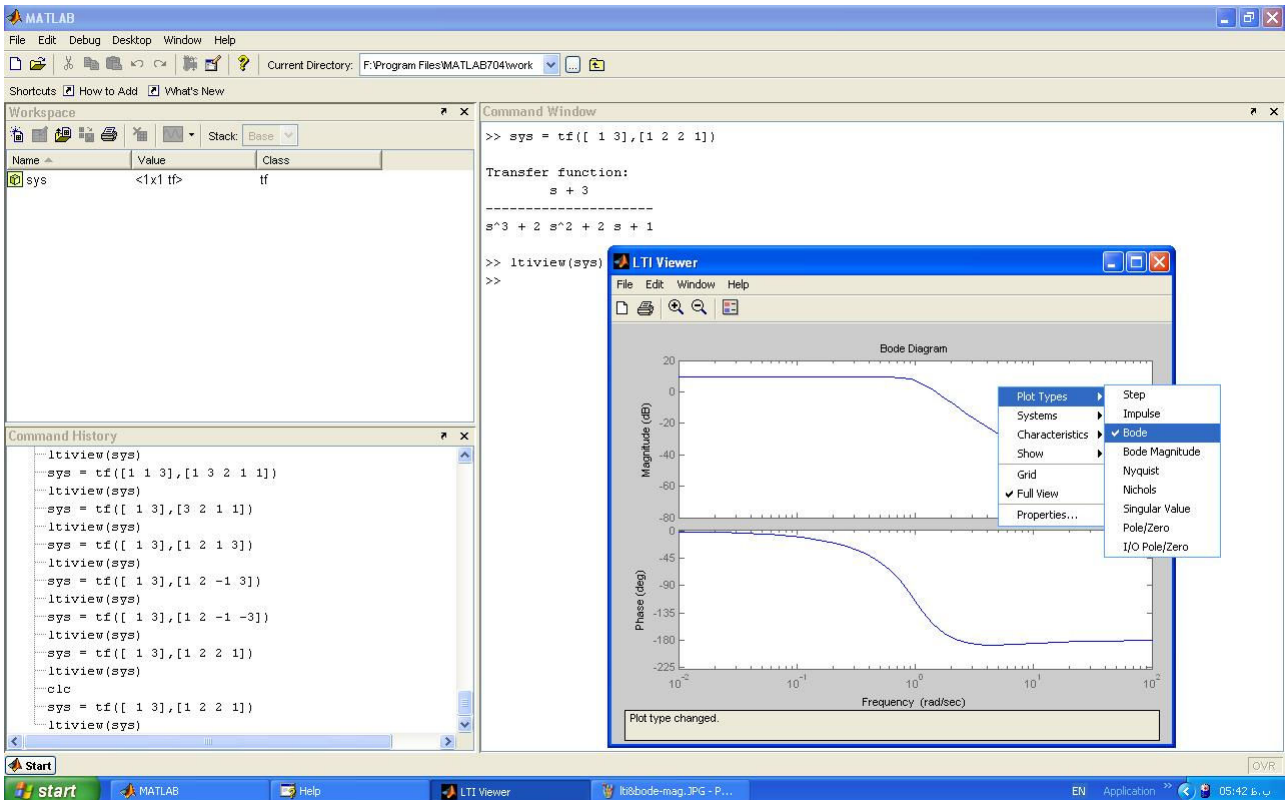 MATLAB
File Edit Debug Desktop Window Help
Current Directory: F:\Program Files\MATLAB704\work
Shortcuts How to Add What's New
Workspace
Stack: Base
Name Value Class
sys <1x1 tf> tf
Command History
ltiview(sys)
sys = tf([1 1 3],[1 3 2 1 1])
ltiview(sys)
sys = tf([ 1 3],[3 2 1 1])
ltiview(sys)
sys = tf([ 1 3],[1 2 1 3])
ltiview(sys)
sys = tf([ 1 3],[1 2 -1 3])
ltiview(sys)
sys = tf([ 1 3],[1 2 -1 -3])
ltiview(sys)
sys = tf([ 1 3],[1 2 2 1])
ltiview(sys)
clc
sys = tf([ 1 3],[1 2 2 1])
ltiview(sys)
Command Window
>> sys = tf([ 1 3],[1 2 2 1])
Transfer function:
s + 3
---------------------
s^3 + 2 s^2 + 2 s + 1
>> ltiview(sys)
>>
LTI Viewer
File Edit Window Help
Bode Diagram
Magnitude (dB)
20
0
-20
-40
-60
-80
Phase (deg)
0
-45
-90
-135
-180
-225
10^-2 10^-1 10^0 10^1 10^2
Frequency (rad/sec)
Plot type changed.
Plot Types
Systems
Characteristics
Show
Grid
Full View
Properties...
Step
Impulse
Bode
Bode Magnitude
Nyquist
Nichols
Singular Value
Pole/Zero
I/O Pole/Zero
Start
OVR
start MATLAB Help LTI Viewer lti&bode-mag.JPG - P... EN Application » 05:42 ب.ظ